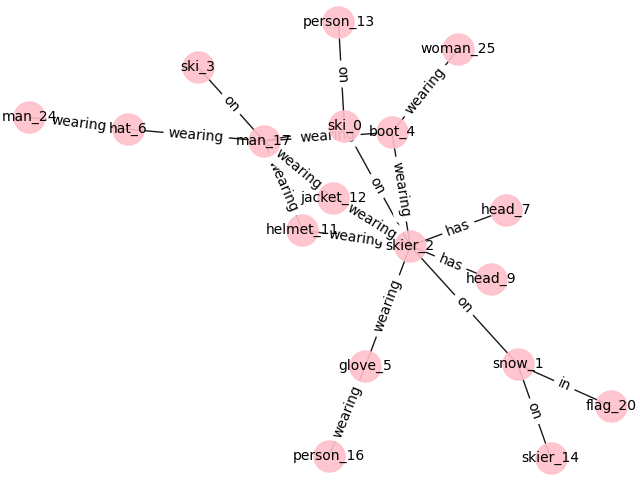 person_13
woman_25
ski_3
on
on
wearing
man_24
wearing
hat_6
wearing
man_17
wearing
ski_0
boot_4
wearing
on
wearing
wearing
jacket_12
wearing
helmet_11
wearing
skier_2
has
head_7
has
head_9
wearing
on
glove_5
snow_1
in
flag_20
wearing
on
person_16
skier_14